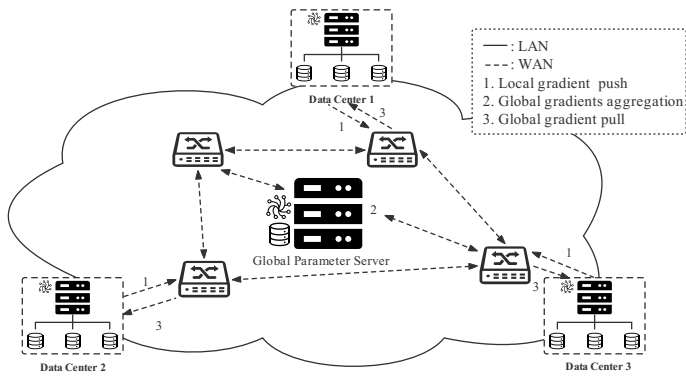 Data Center 1
: LAN
: WAN
1. Local gradient push
2. Global gradients aggregation
3. Global gradient pull
1
3
2
Global Parameter Server
1
3
Data Center 2
1
3
Data Center 3